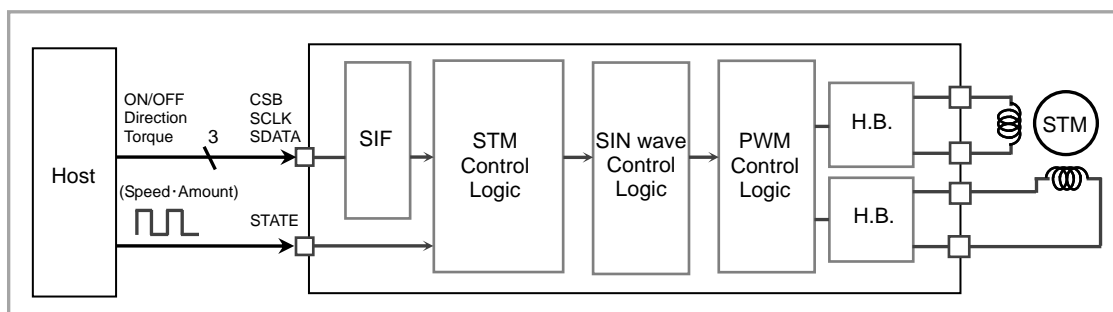 Host
ON/OFF
Direction
Torque
3
CSB
SCLK
SDATA
(Speed･Amount)
STATE
SIF
STM
Control
Logic
SIN wave
Control
Logic
PWM
Control
Logic
H.B.
H.B.
STM